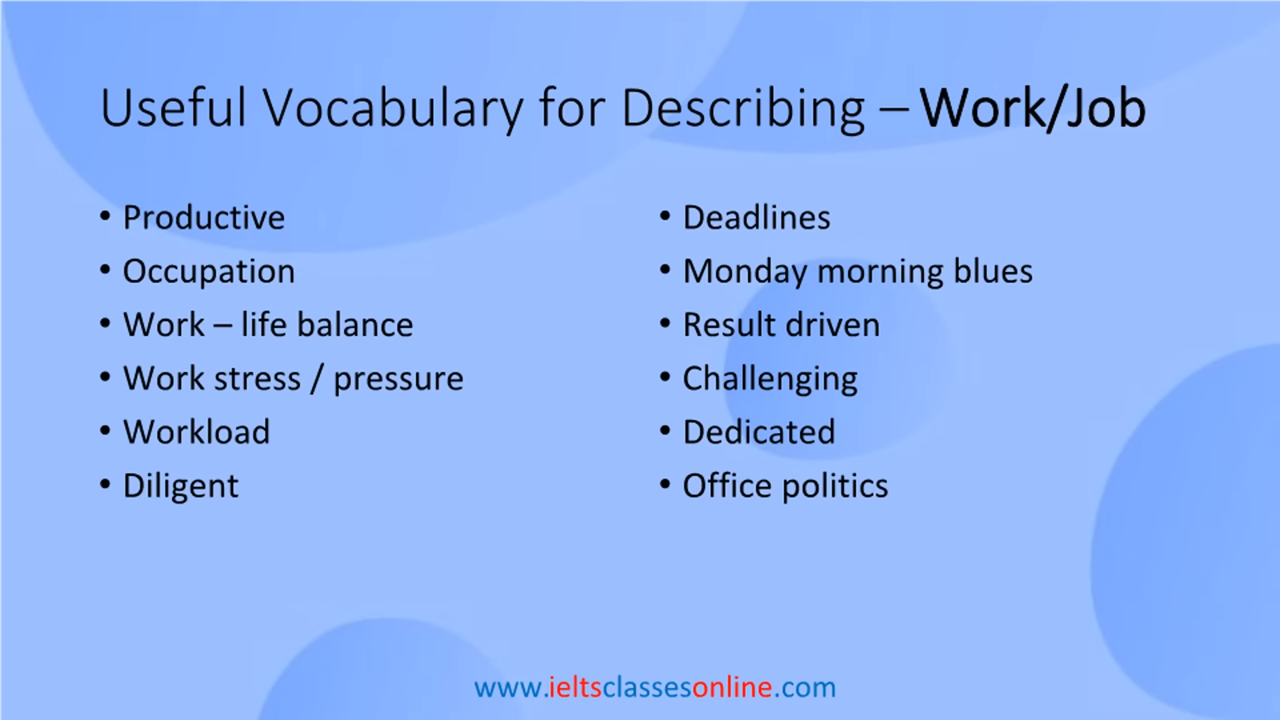 Useful Vocabulary for Describing – Work/Job
• Productive
• Occupation
• Work – life balance
• Work stress / pressure
• Workload
• Diligent
• Deadlines
• Monday morning blues
• Result driven
• Challenging
• Dedicated
• Office politics
www.ieltsclassesonline.com